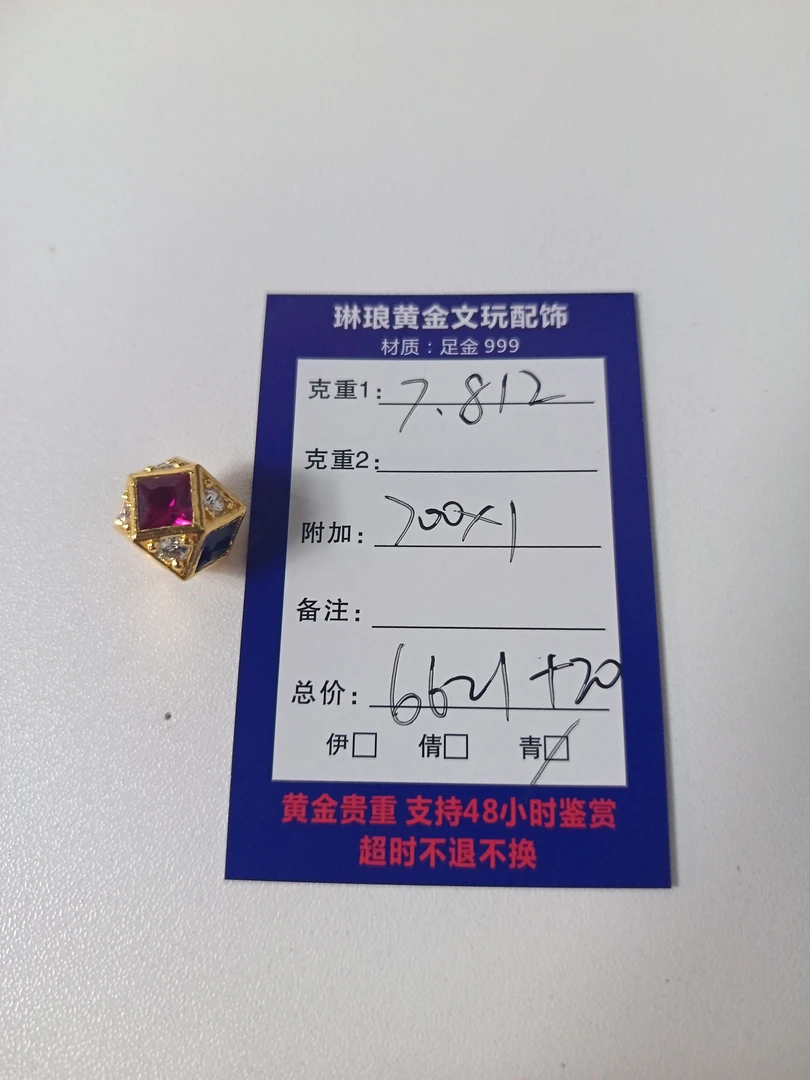 琳琅黄金文玩配饰
材质：足金 999
克重1：7.812
克重2：
附加：700×1
备注：
总价：6621+20
伊□ 倩□ 青□
黄金贵重 支持48小时鉴赏
超时不退不换